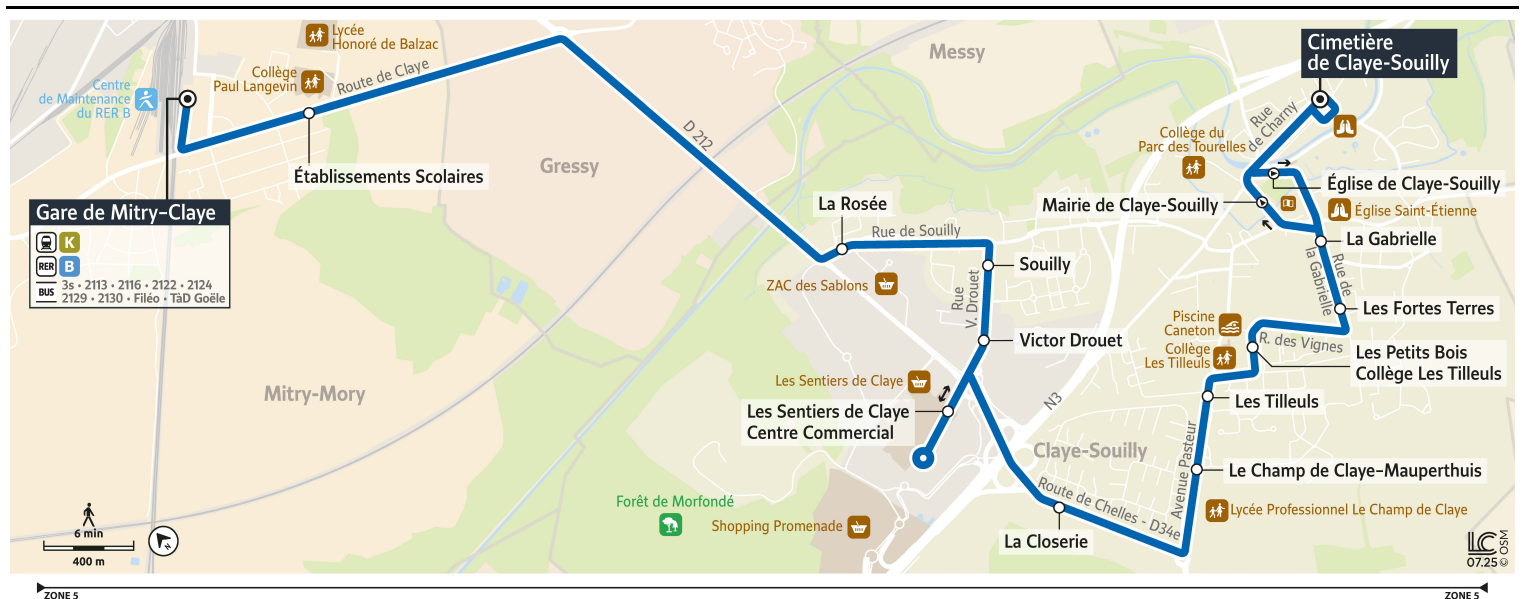 Lycée
Honoré de Balzac
Collège
Paul Langevin
Route de Claye
Centre
de Maintenance
du RER B
Établissements Scolaires
Gare de Mitry-Claye
K
RER
B
BUS
3s • 2113 • 2116 • 2122 • 2124
2129 • 2130 • Filéo • TàD Goële
Gressy
D 212
Messy
Mitry-Mory
Cimetière
de Claye-Souilly
Rue
de Charny
Collège du
Parc des Tourelles
Église de Claye-Souilly
Mairie de Claye-Souilly
Église Saint-Étienne
La Gabrielle
Rue de
la Gabrielle
La Rosée
Rue de Souilly
ZAC des Sablons
Souilly
Rue
V. Drouet
Victor Drouet
Les Fortes Terres
Piscine
Caneton
R. des Vignes
Collège
Les Tilleuls
Les Petits Bois
Collège Les Tilleuls
Les Tilleuls
Les Sentiers de Claye
Les Sentiers de Claye
Centre Commercial
N3
Claye-Souilly
Avenue Pasteur
Le Champ de Claye-Mauperthuis
Route de Chelles - D34e
Lycée Professionnel Le Champ de Claye
La Closerie
Forêt de Morfondé
Shopping Promenade
6 min
400 m
N
LC
07.25 © OSM
ZONE 5
ZONE 5